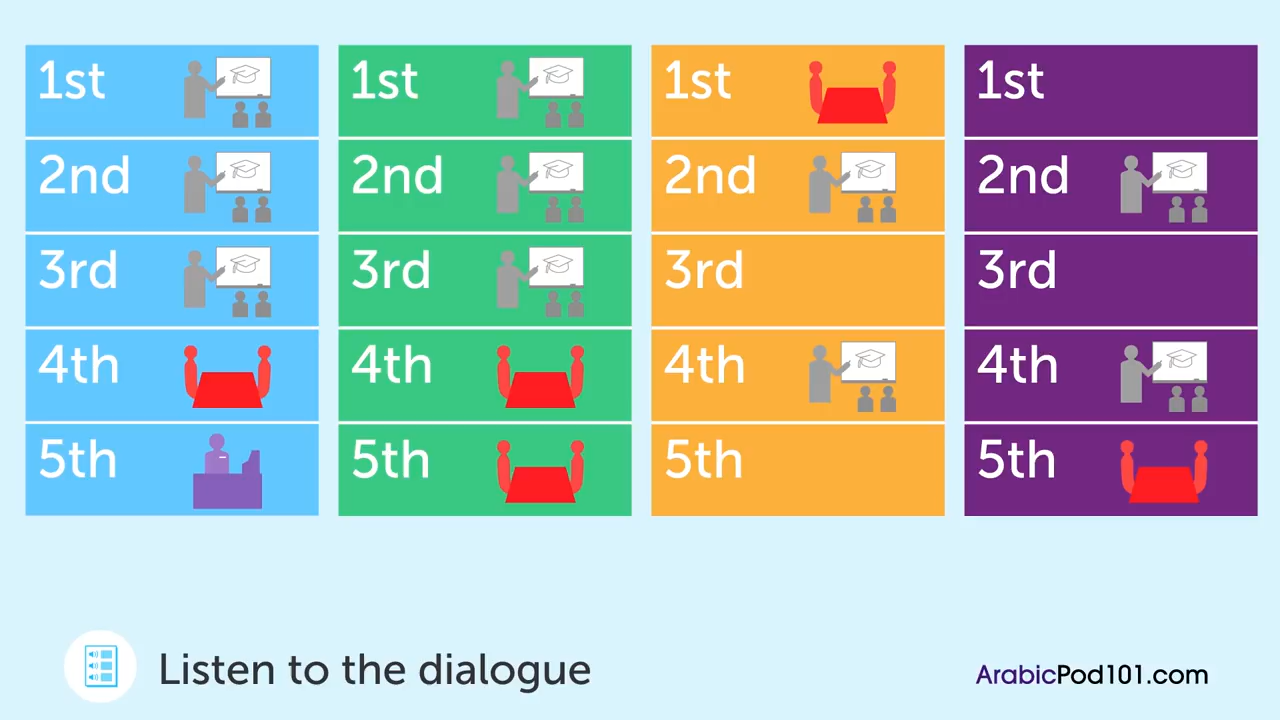 1st
2nd
3rd
4th
5th
1st
2nd
3rd
4th
5th
1st
2nd
3rd
4th
5th
1st
2nd
3rd
4th
5th
Listen to the dialogue
ArabicPod101.com